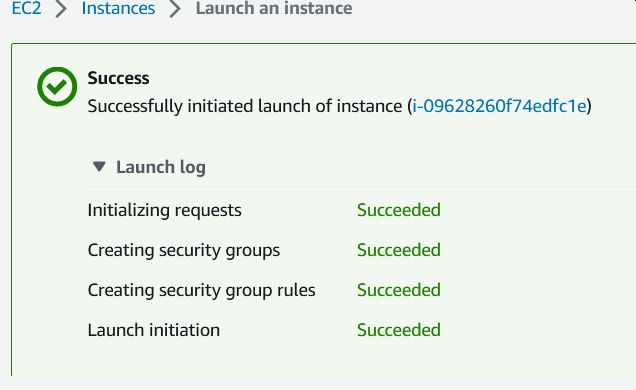 EC2 > Instances > Launch an instance
Success
Successfully initiated launch of instance (i-09628260f74edfc1e)
▼ Launch log
Initializing requests Succeeded
Creating security groups Succeeded
Creating security group rules Succeeded
Launch initiation Succeeded